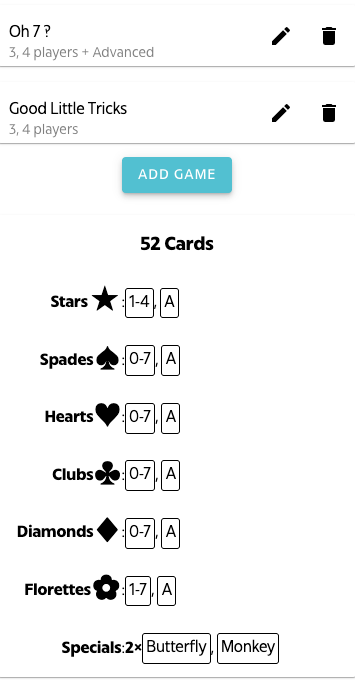 Oh 7 ?
3, 4 players + Advanced
Good Little Tricks
3, 4 players
ADD GAME
52 Cards
Stars ★: 1-4, A
Spades ♠: 0-7, A
Hearts ♥: 0-7, A
Clubs ♣: 0-7, A
Diamonds ♦: 0-7, A
Florettes ✿: 1-7, A
Specials: 2× Butterfly, Monkey